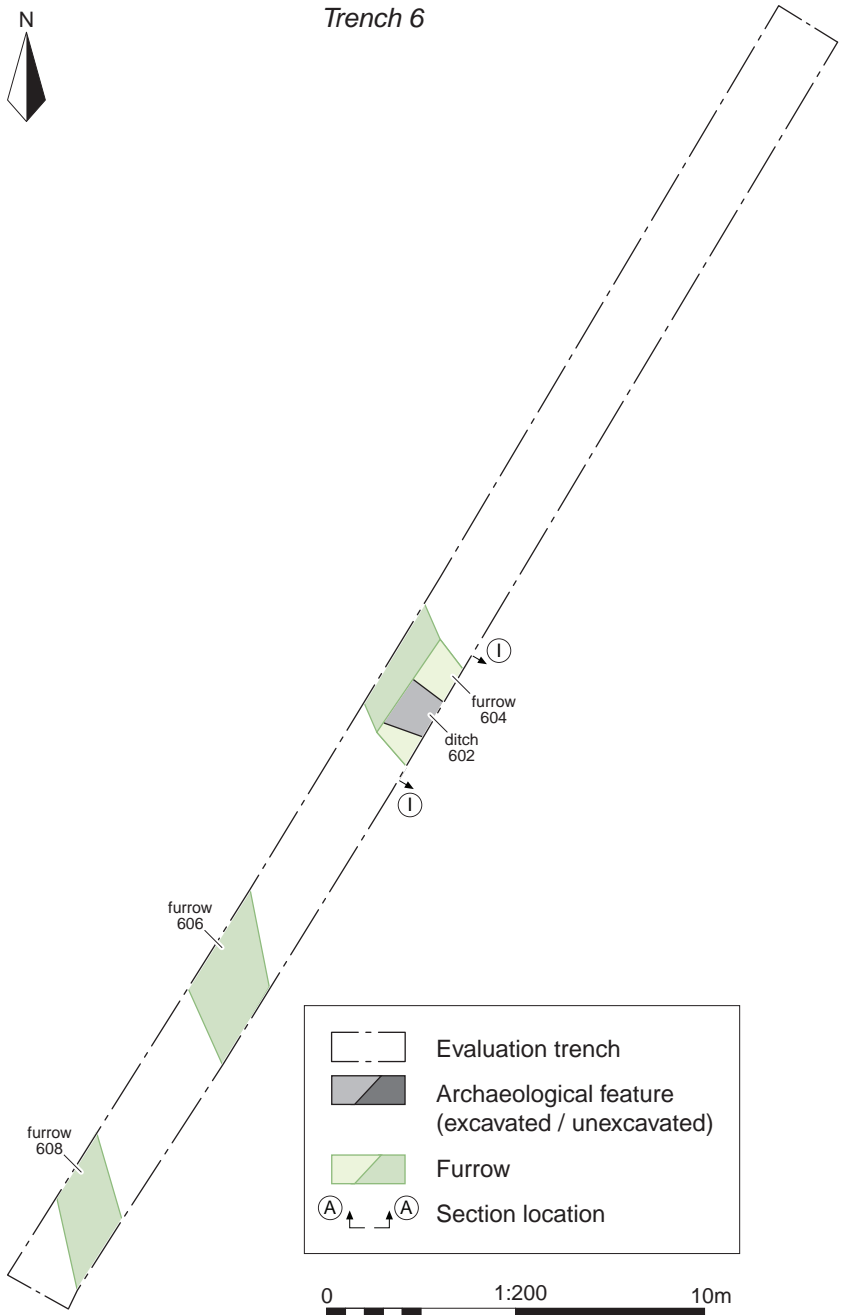 N
Trench 6
I
furrow
604
ditch
602
I
furrow
606
furrow
608
Evaluation trench
Archaeological feature
(excavated / unexcavated)
Furrow
A A Section location
0 1:200 10m